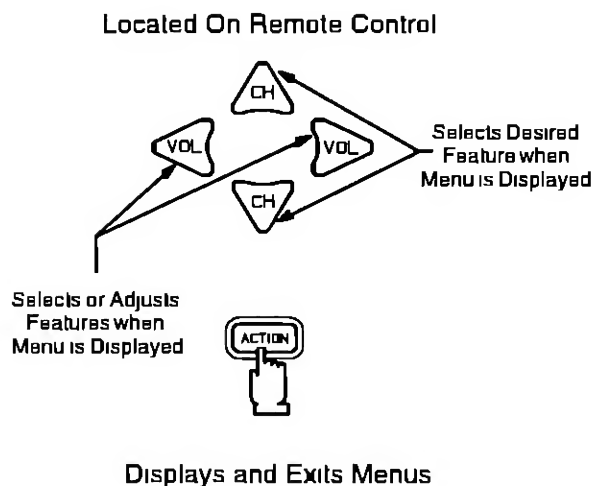 Located On Remote Control
CH
VOL
VOL
CH
Selects Desired
Feature when
Menu is Displayed
Selects or Adjusts
Features when
Menu is Displayed
ACTION
Displays and Exits Menus